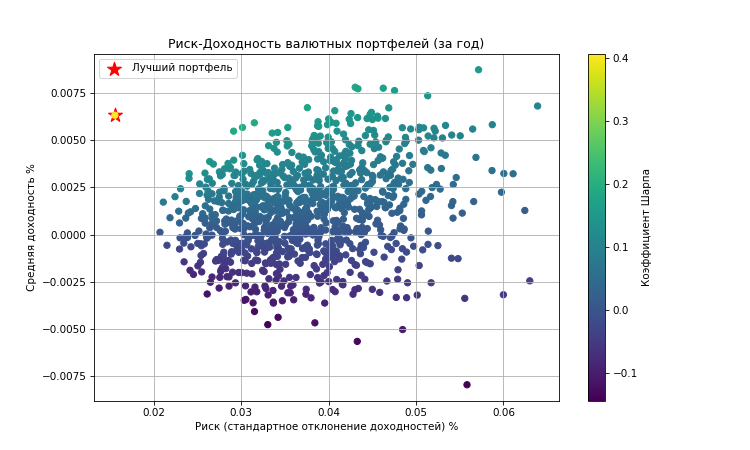 Риск-Доходность валютных портфелей (за год)
Лучший портфель
Средняя доходность %
0.0075
0.0050
0.0025
0.0000
−0.0025
−0.0050
−0.0075
0.02 0.03 0.04 0.05 0.06
Риск (стандартное отклонение доходностей) %
0.4
0.3
0.2
0.1
0.0
−0.1
Коэффициент Шарпа